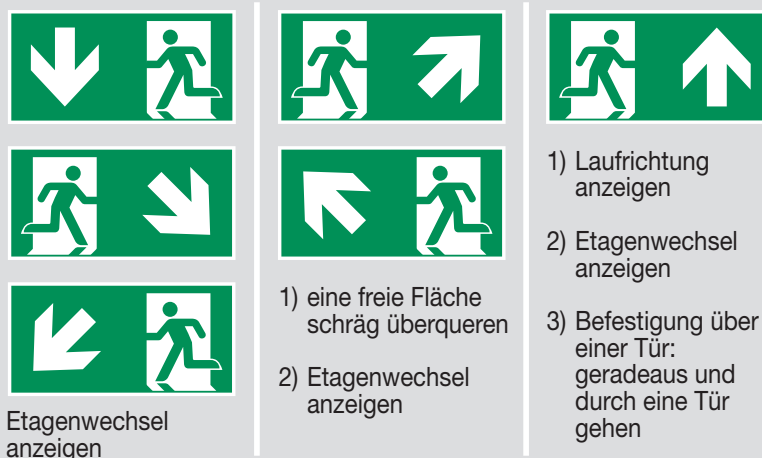 Etagenwechsel
anzeigen
1) eine freie Fläche
schräg überqueren
2) Etagenwechsel
anzeigen
1) Laufrichtung
anzeigen
2) Etagenwechsel
anzeigen
3) Befestigung über
einer Tür:
geradeaus und
durch eine Tür
gehen